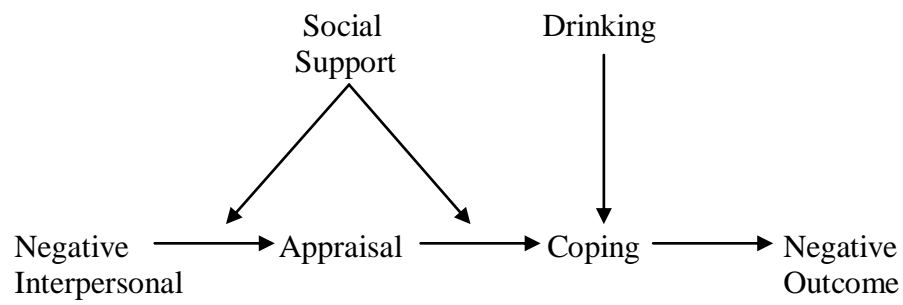 Social
Support
Drinking
Negative
Interpersonal
Appraisal
Coping
Negative
Outcome